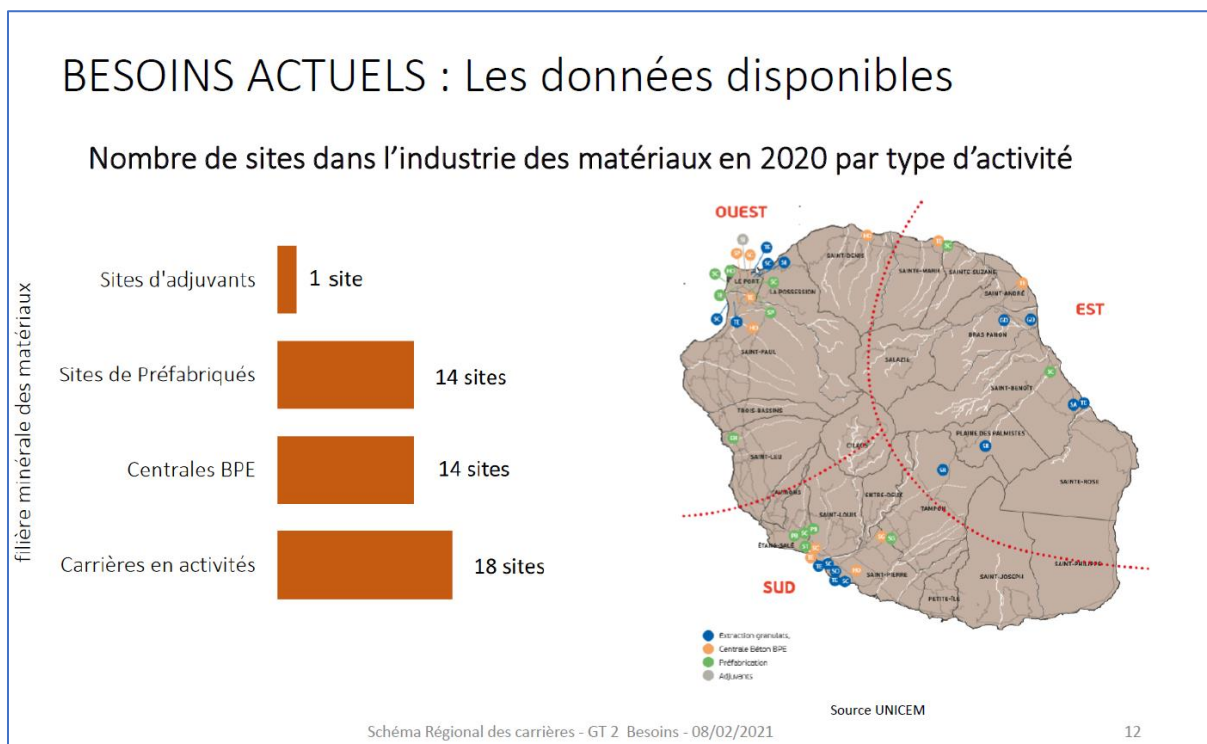 BESOINS ACTUELS : Les données disponibles
Nombre de sites dans l'industrie des matériaux en 2020 par type d'activité
filière minérale des matériaux
Sites d'adjuvants
1 site
Sites de Préfabriqués
14 sites
Centrales BPE
14 sites
Carrières en activités
18 sites
OUEST
EST
SUD
SAINT-DENIS
SAINTE-MARIE
SAINTE-SUZANNE
SAINT-ANDRÉ
LE PORT
LA POSSESSION
BRAS PANON
SAINT-PAUL
SALAZIE
SAINT-BENOÎT
TROIS-BASSINS
CILAOS
PLAINE DES PALMISTES
SAINT-LEU
SAINTE-ROSE
ENTRE-DEUX
TAMPON
SAINT-LOUIS
ÉTANG-SALÉ
SAINT-PIERRE
SAINT-JOSEPH
SAINT-PHILIPPE
PETITE-ÎLE
Extraction granulats,
Centrale Béton BPE
Préfabrication
Adjuvants
Source UNICEM
Schéma Régional des carrières - GT 2 Besoins - 08/02/2021
12